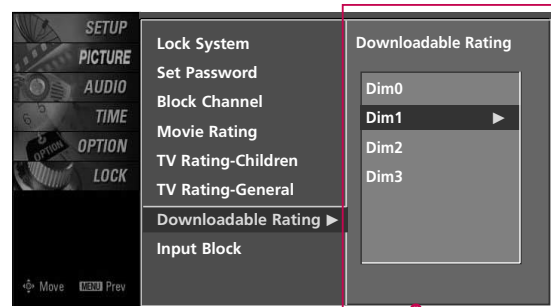 SETUP
PICTURE
AUDIO
TIME
OPTION
LOCK
Move MENU Prev
Lock System
Set Password
Block Channel
Movie Rating
TV Rating-Children
TV Rating-General
Downloadable Rating ▶
Input Block
Downloadable Rating
Dim0
Dim1 ▶
Dim2
Dim3